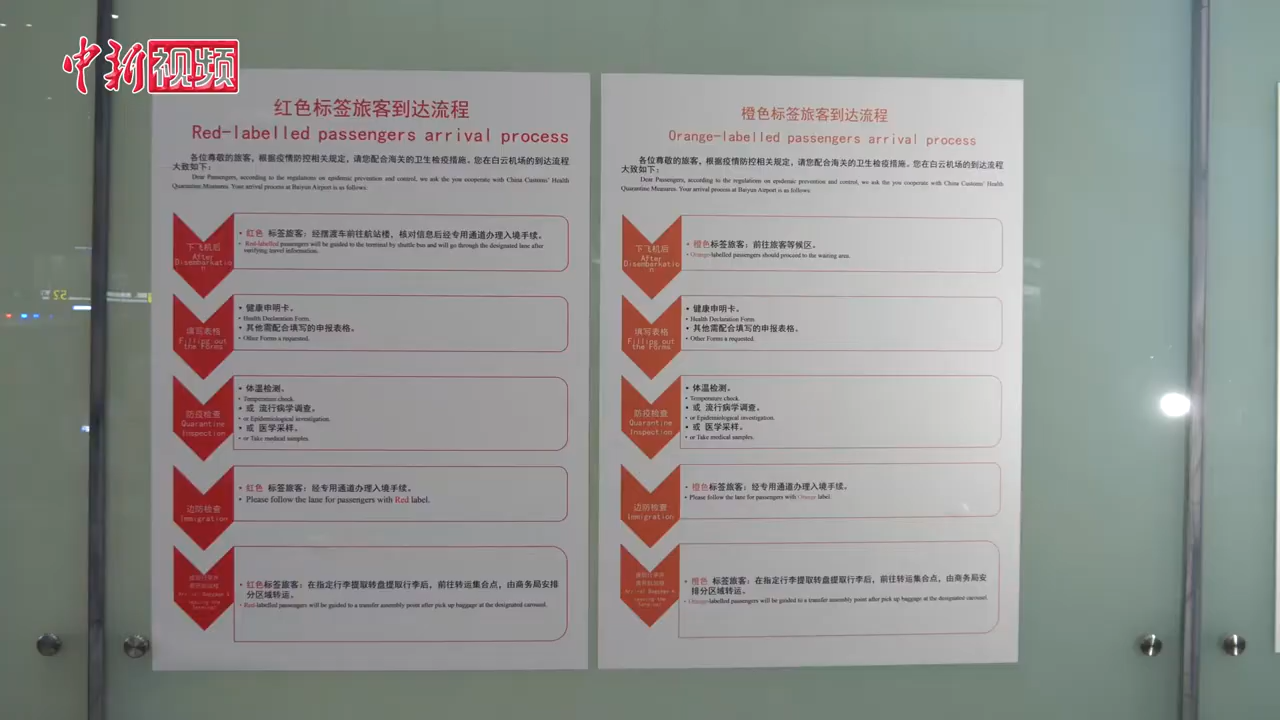 中新视频
红色标签旅客到达流程
Red-labelled passengers arrival process
各位尊敬的旅客，根据疫情防控相关规定，请您配合海关的卫生检疫措施。您在白云机场的到达流程
大致如下：
Dear Passengers, according to the regulations on epidemic prevention and control, we ask the you cooperate with China Customs' Health
Quarantine Measures. Your arrival process at Baiyun Airport is as follows:
下飞机后
After
Disembarkatio
n
• 红色 标签旅客：经摆渡车前往航站楼，核对信息后经专用通道办理入境手续。
• Red-labelled passengers will be guided to the terminal by shuttle bus and will go through the designated lane after
verifying travel information.
填写表格
Filling out
the Forms
• 健康申明卡。
• Health Declaration Form.
• 其他需配合填写的申报表格。
• Other Forms a requested.
防疫检查
Quarantine
Inspection
• 体温检测。
• Temperature check.
• 或 流行病学调查。
• or Epidemiological investigation.
• 或 医学采样。
• or Take medical samples.
边防检查
Immigration
• 红色 标签旅客：经专用通道办理入境手续。
• Please follow the lane for passengers with Red label.
• 红色标签旅客：在指定行李提取转盘提取行李后，前往转运集合点，由商务局安排
分区域转运。
• Red-labelled passengers will be guided to a transfer assembly point after pick up baggage at the designated carousel.
橙色标签旅客到达流程
Orange-labelled passengers arrival process
各位尊敬的旅客，根据疫情防控相关规定，请您配合海关的卫生检疫措施。您在白云机场的到达流程
大致如下：
Dear Passengers, according to the regulations on epidemic prevention and control, we ask the you cooperate with China Customs' Health
Quarantine Measures. Your arrival process at Baiyun Airport is as follows:
下飞机后
After
Disembarkatio
n
• 橙色标签旅客：前往旅客等候区。
• Orange-labelled passengers should proceed to the waiting area.
填写表格
Filling out
the Forms
• 健康申明卡。
• Health Declaration Form
• 其他需配合填写的申报表格。
• Other Forms a requested.
防疫检查
Quarantine
Inspection
• 体温检测。
• Temperature check.
• 或 流行病学调查。
• or Epidemiological investigation.
• 或 医学采样。
• or Take medical samples.
边防检查
Immigration
• 橙色标签旅客：经专用通道办理入境手续。
• Please follow the lane for passengers with Orange label.
• 橙色 标签旅客：在指定行李提取转盘提取行李后，前往转运集合点，由商务局安
排分区域转运。
• Orange-labelled passengers will be guided to a transfer assembly point after pick up baggage at the designated carousel.